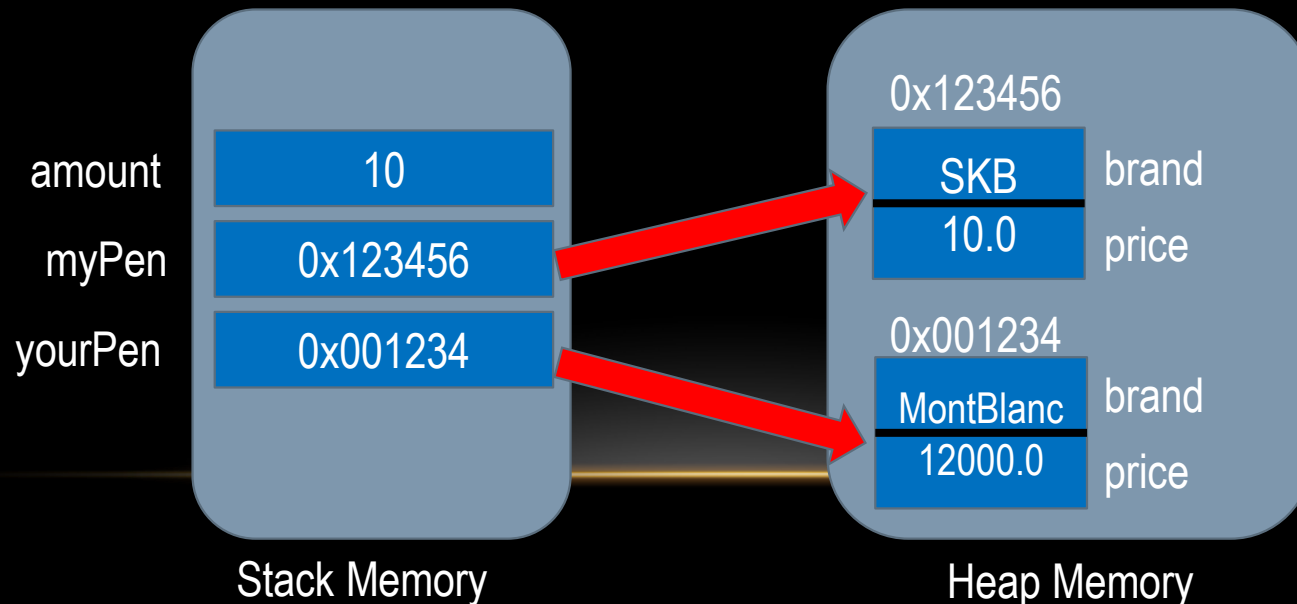 amount
10
myPen
0x123456
yourPen
0x001234
Stack Memory
0x123456
SKB
brand
10.0
price
0x001234
MontBlanc
brand
12000.0
price
Heap Memory